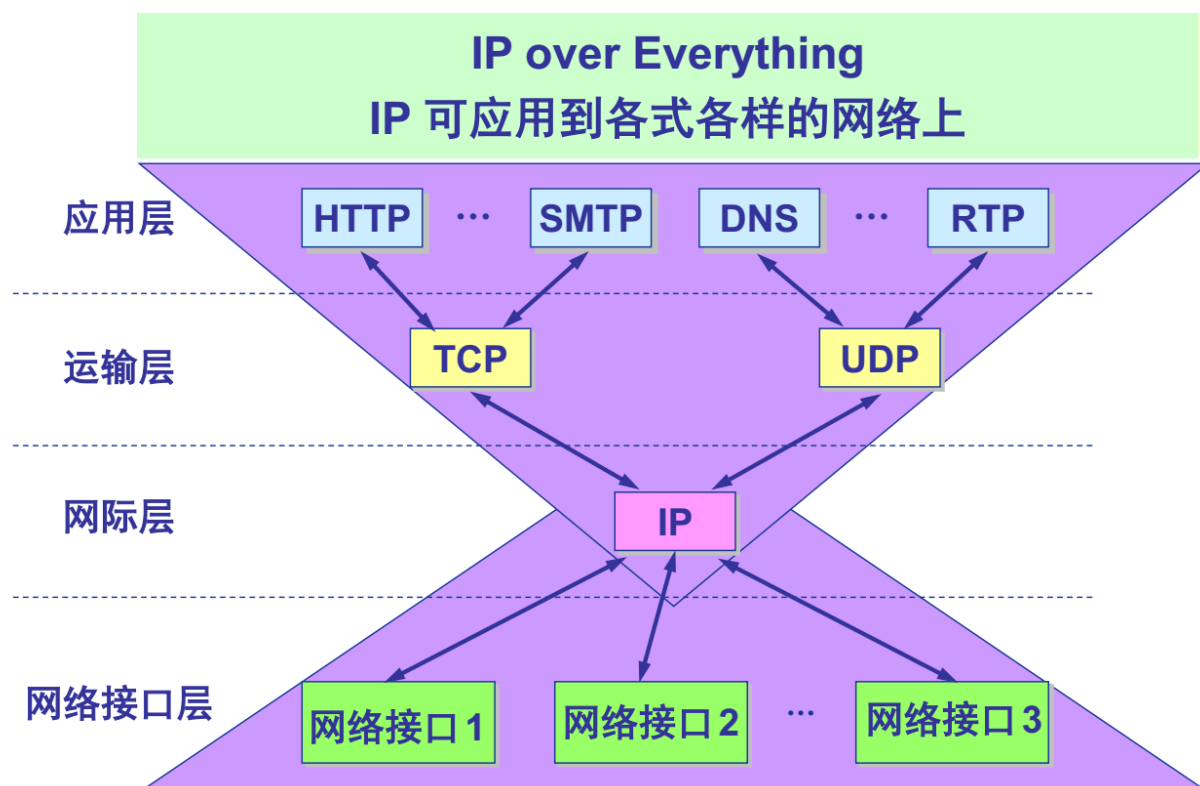 IP over Everything
IP 可应用到各式各样的网络上
应用层
HTTP ··· SMTP DNS ··· RTP
运输层
TCP UDP
网际层
IP
网络接口层
网络接口 1 网络接口 2 ··· 网络接口 3